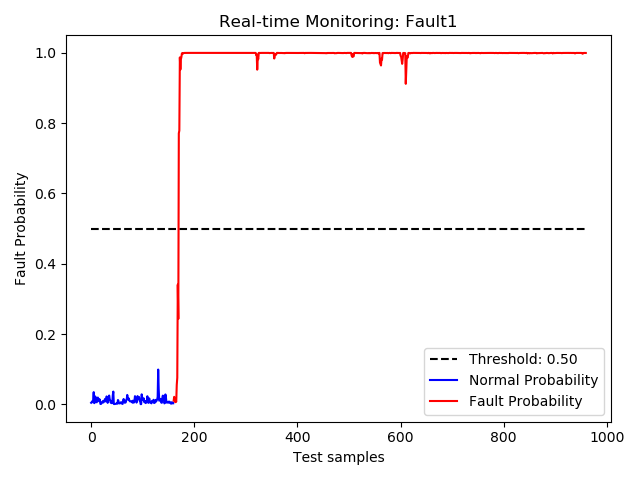 Real-time Monitoring: Fault1
Fault Probability
1.0
0.8
0.6
0.4
0.2
0.0
Threshold: 0.50
Normal Probability
Fault Probability
0
200
400
600
800
1000
Test samples